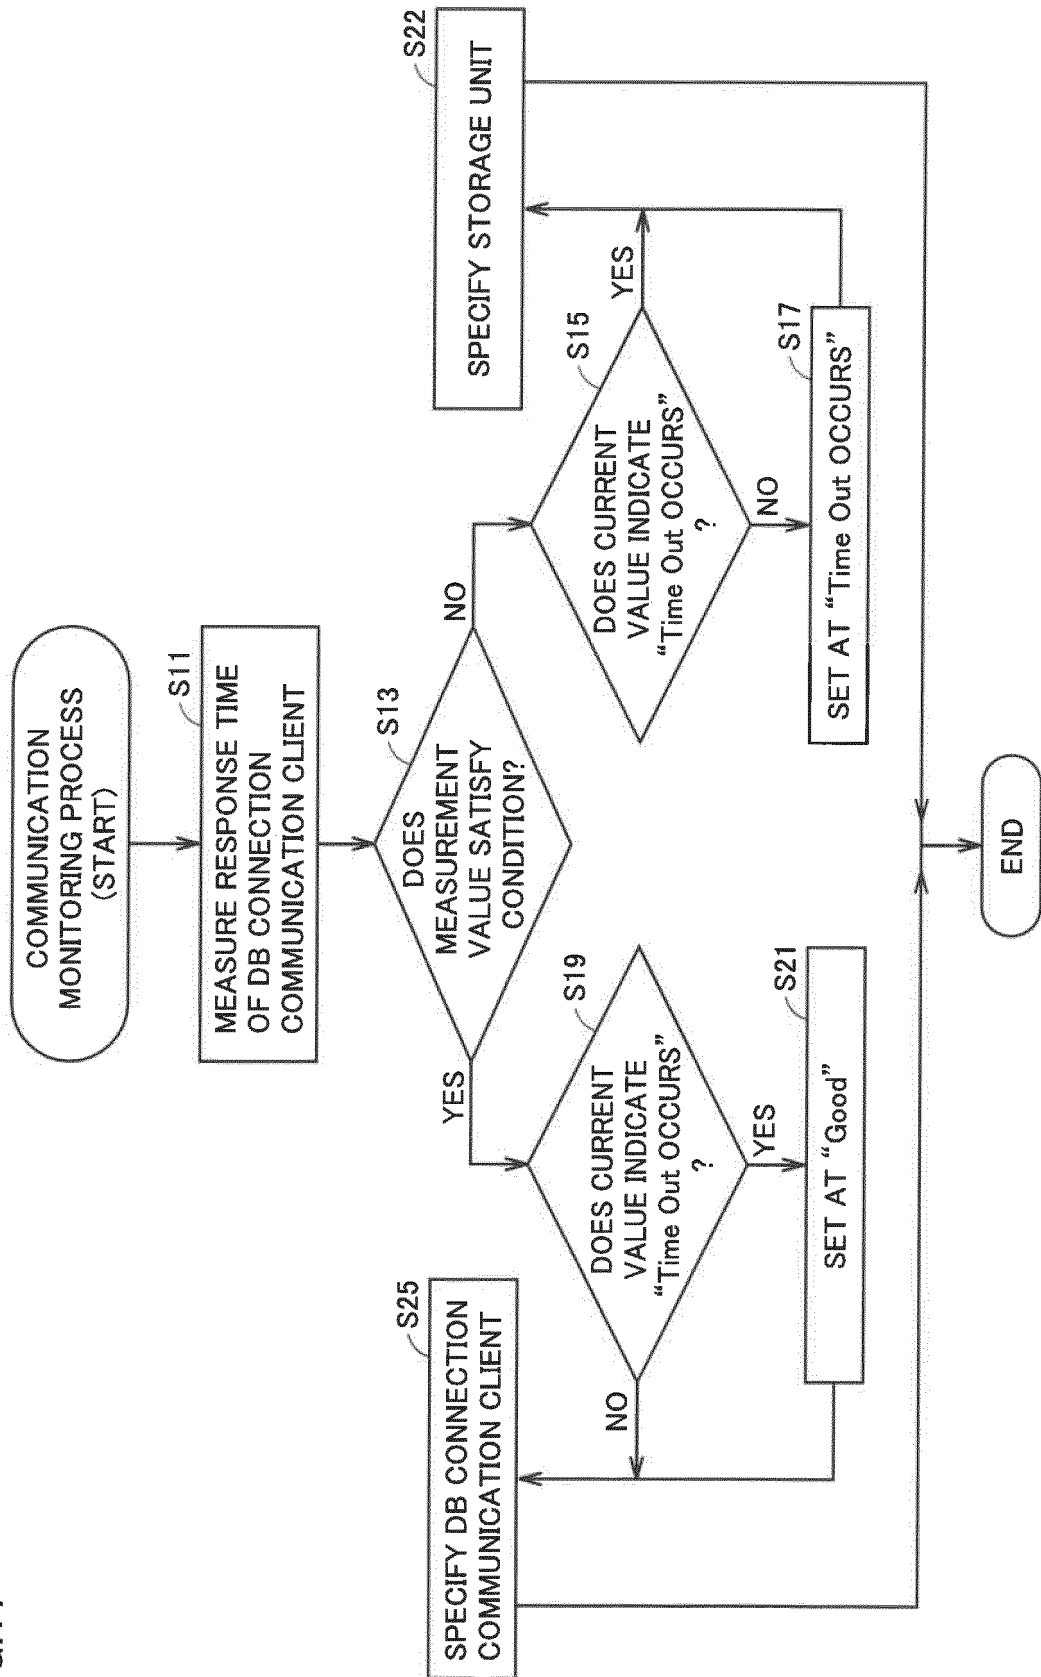 COMMUNICATION
MONITORING PROCESS
(START)
S11
MEASURE RESPONSE TIME
OF DB CONNECTION
COMMUNICATION CLIENT
S13
DOES
MEASUREMENT
VALUE SATISFY
CONDITION?
YES
NO
S25
SPECIFY DB CONNECTION
COMMUNICATION CLIENT
S19
DOES CURRENT
VALUE INDICATE
“Time Out OCCURS”
?
NO
YES
S21
SET AT “Good”
S22
SPECIFY STORAGE UNIT
S15
DOES CURRENT
VALUE INDICATE
“Time Out OCCURS”
?
YES
NO
S17
SET AT “Time Out OCCURS”
END